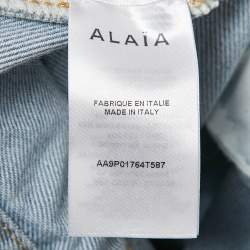 ALAÏA
FABRIQUE EN ITALIE
MADE IN ITALY
AA9P01764T587